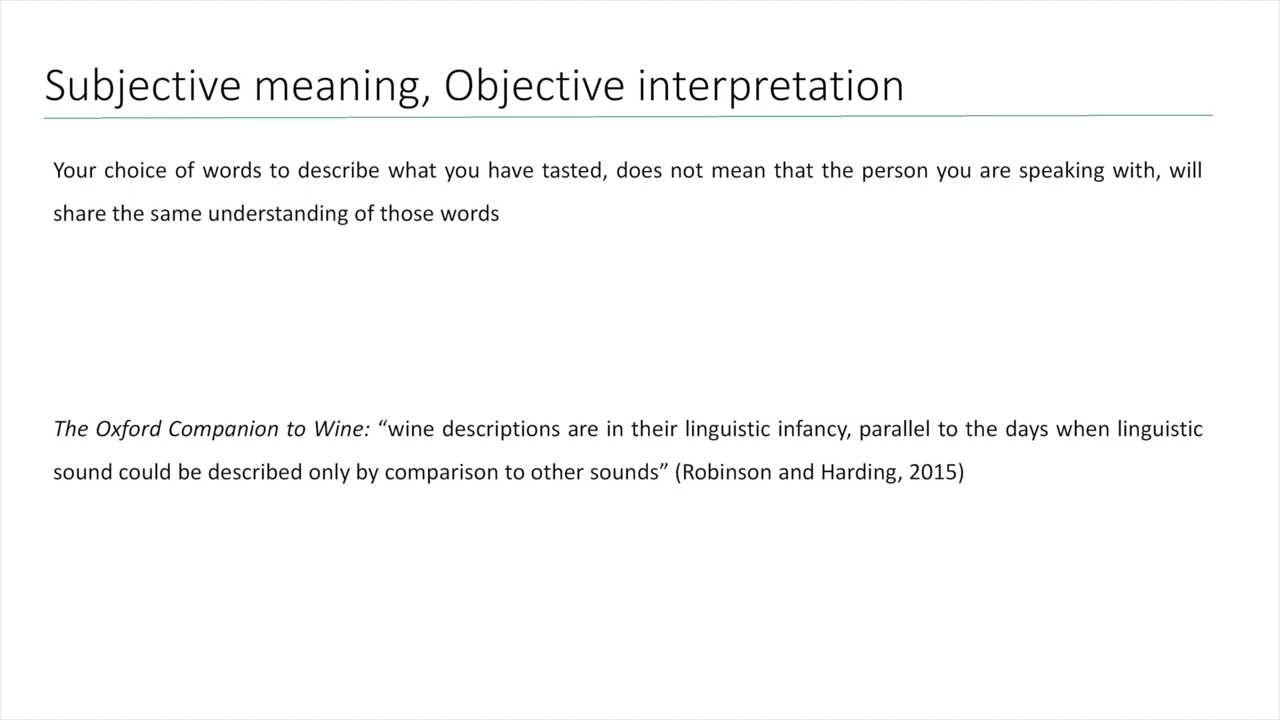 Subjective meaning, Objective interpretation
Your choice of words to describe what you have tasted, does not mean that the person you are speaking with, will
share the same understanding of those words
The Oxford Companion to Wine: “wine descriptions are in their linguistic infancy, parallel to the days when linguistic
sound could be described only by comparison to other sounds” (Robinson and Harding, 2015)